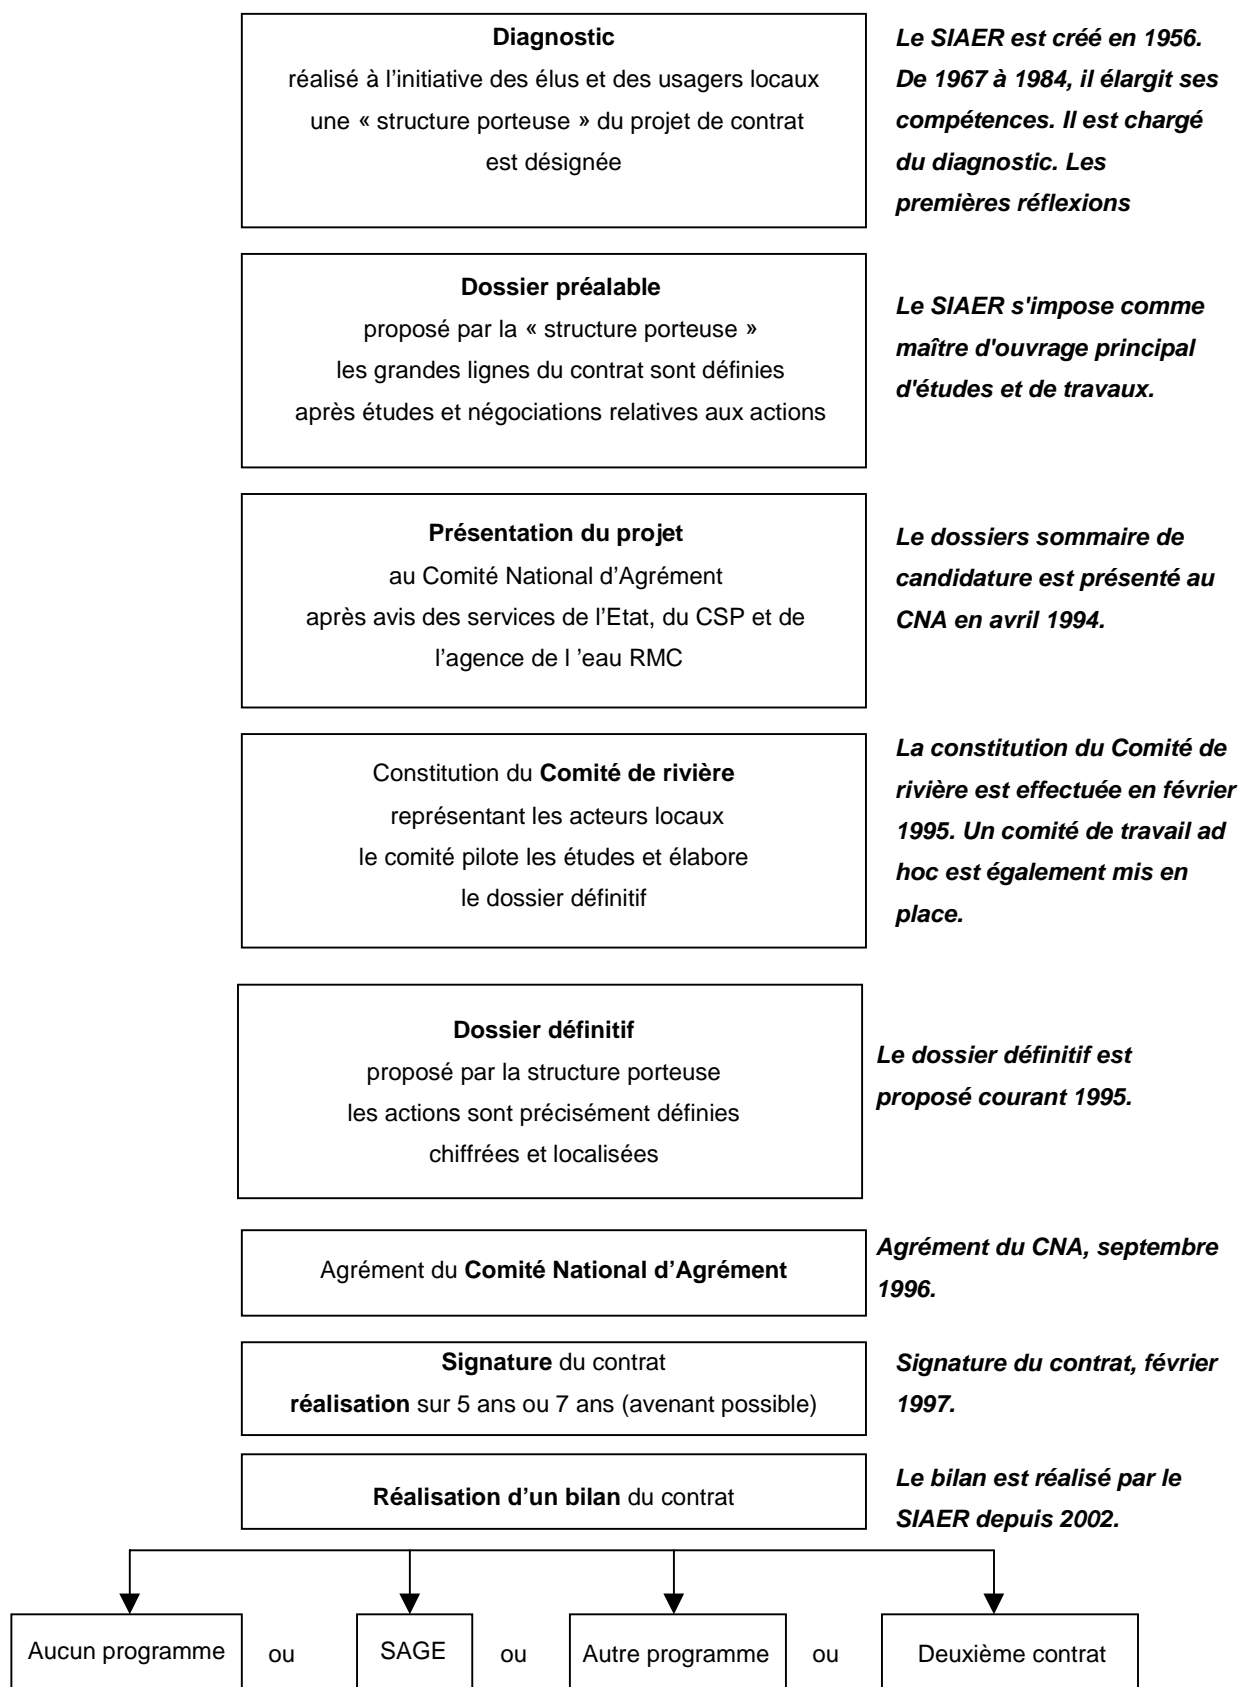 Diagnostic
réalisé à l’initiative des élus et des usagers locaux
une « structure porteuse » du projet de contrat
est désignée
Le SIAER est créé en 1956.
De 1967 à 1984, il élargit ses
compétences. Il est chargé
du diagnostic. Les
premières réflexions
Dossier préalable
proposé par la « structure porteuse »
les grandes lignes du contrat sont définies
après études et négociations relatives aux actions
Le SIAER s'impose comme
maître d'ouvrage principal
d'études et de travaux.
Présentation du projet
au Comité National d’Agrément
après avis des services de l’Etat, du CSP et de
l’agence de l ’eau RMC
Le dossiers sommaire de
candidature est présenté au
CNA en avril 1994.
Constitution du Comité de rivière
représentant les acteurs locaux
le comité pilote les études et élabore
le dossier définitif
La constitution du Comité de
rivière est effectuée en février
1995. Un comité de travail ad
hoc est également mis en
place.
Dossier définitif
proposé par la structure porteuse
les actions sont précisément définies
chiffrées et localisées
Le dossier définitif est
proposé courant 1995.
Agrément du Comité National d’Agrément
Agrément du CNA, septembre
1996.
Signature du contrat
réalisation sur 5 ans ou 7 ans (avenant possible)
Signature du contrat, février
1997.
Réalisation d’un bilan du contrat
Le bilan est réalisé par le
SIAER depuis 2002.
Aucun programme ou SAGE ou Autre programme ou Deuxième contrat